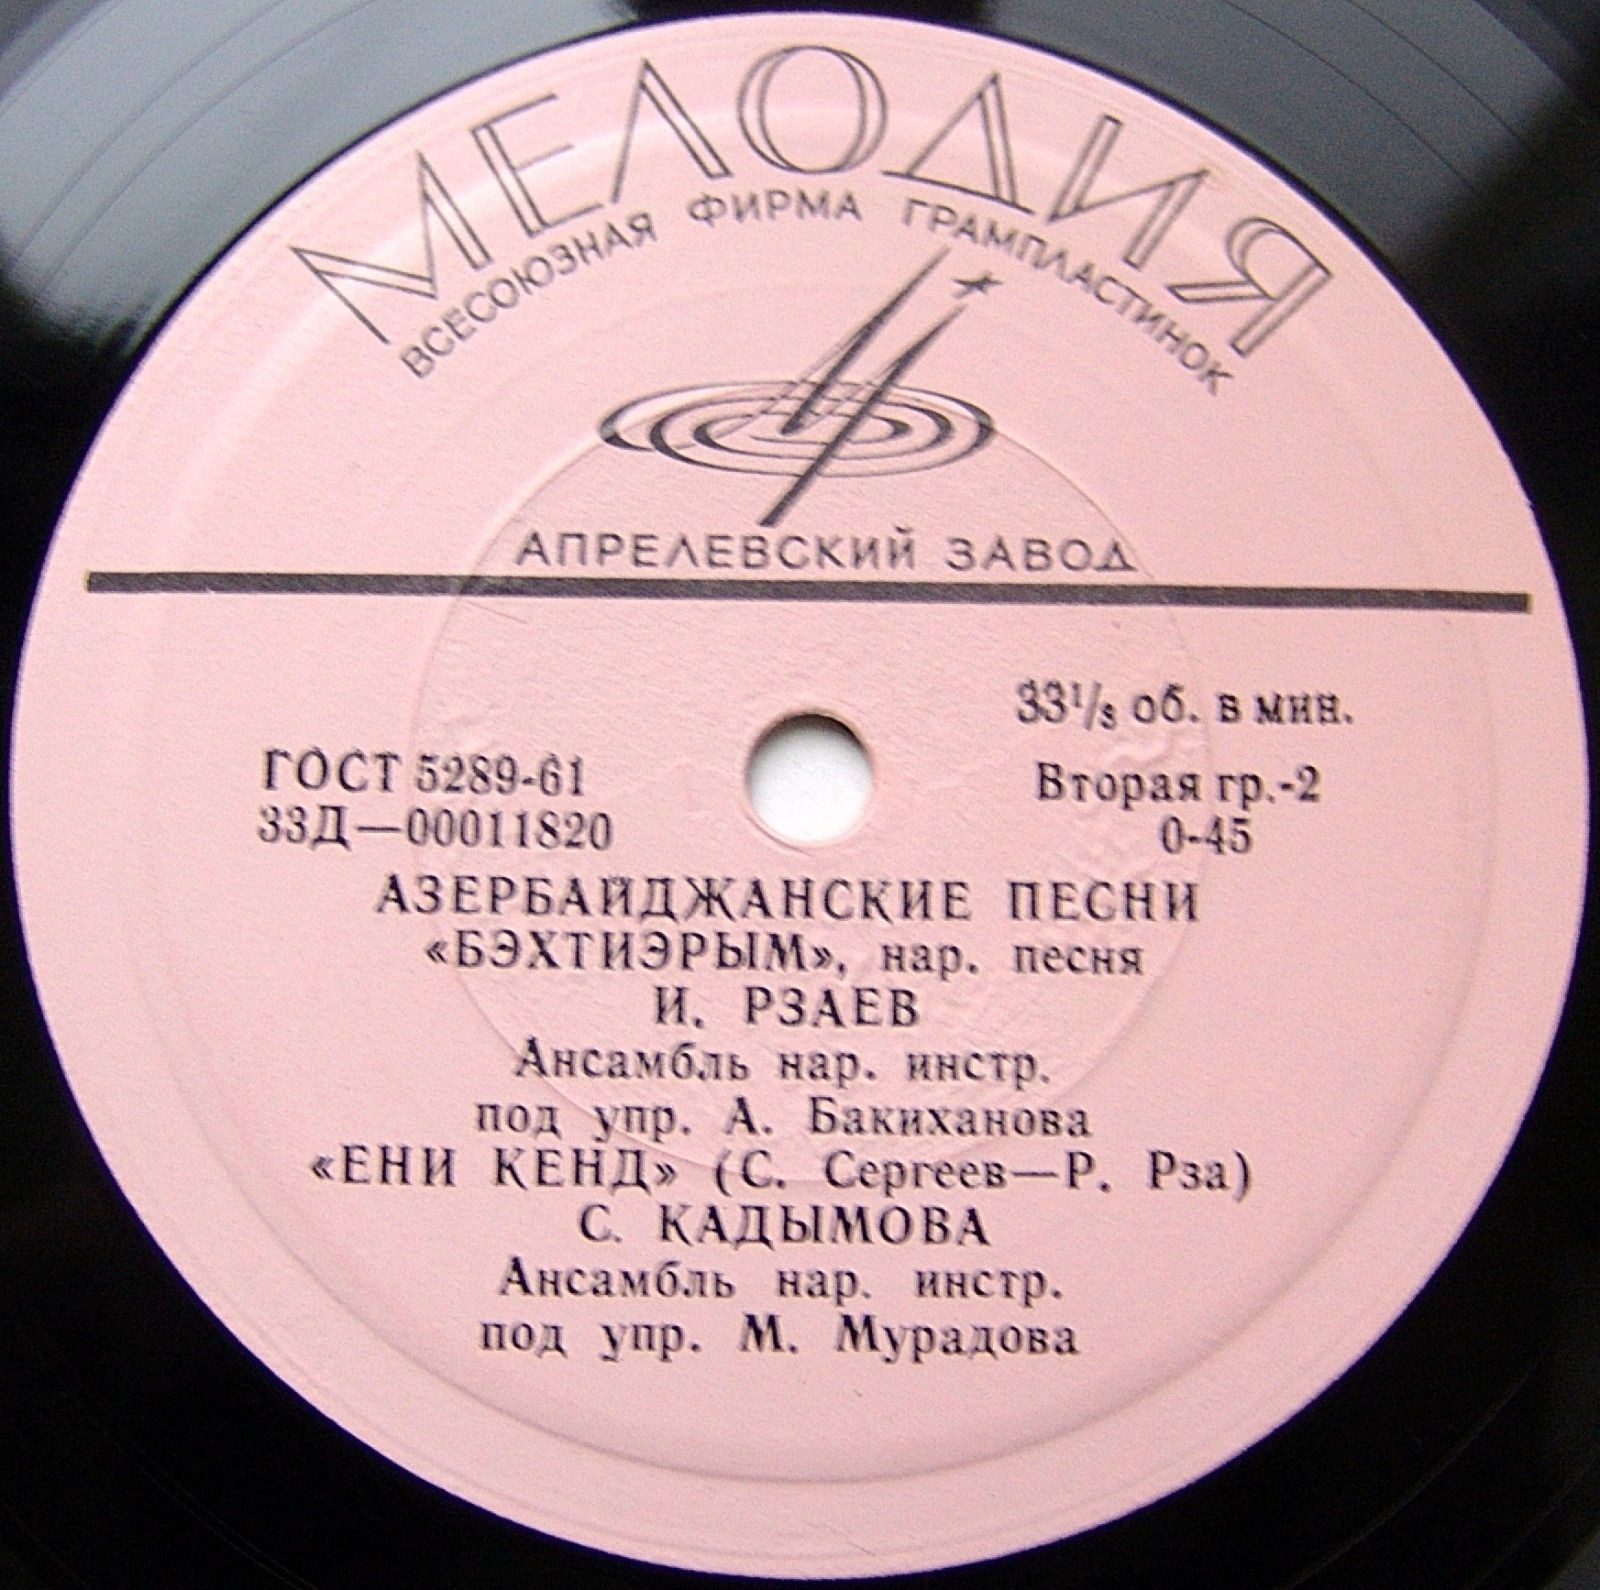 МЕЛОДИЯ
ВСЕСОЮЗНАЯ ФИРМА ГРАМПЛАСТИНОК
АПРЕЛЕВСКИЙ ЗАВОД
33⅓ об. в мин.
ГОСТ 5289-61
Вторая гр.-2
33Д—00011820
0-45
АЗЕРБАЙДЖАНСКИЕ ПЕСНИ
«БЭХТИЭРЫМ», нар. песня
И. РЗАЕВ
Ансамбль нар. инстр.
под упр. А. Бакиханова
«ЕНИ КЕНД» (С. Сергеев—Р. Рза)
С. КАДЫМОВА
Ансамбль нар. инстр.
под упр. М. Мурадова